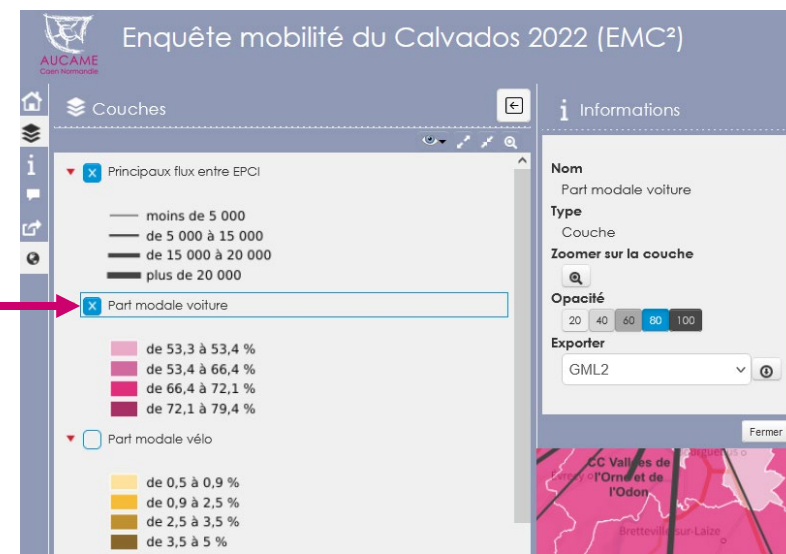 AUCAME
Caen Normandie
Enquête mobilité du Calvados 2022 (EMC²)
Couches
Principaux flux entre EPCI
moins de 5 000
de 5 000 à 15 000
de 15 000 à 20 000
plus de 20 000
Part modale voiture
de 53,3 à 53,4 %
de 53,4 à 66,4 %
de 66,4 à 72,1 %
de 72,1 à 79,4 %
Part modale vélo
de 0,5 à 0,9 %
de 0,9 à 2,5 %
de 2,5 à 3,5 %
de 3,5 à 5 %
Informations
Nom
Part modale voiture
Type
Couche
Zoomer sur la couche
Opacité
20 40 60 80 100
Exporter
GML2
Fermer
CC Vallées de
l'Orne et de
l'Odon
Bretteville-sur-Laize